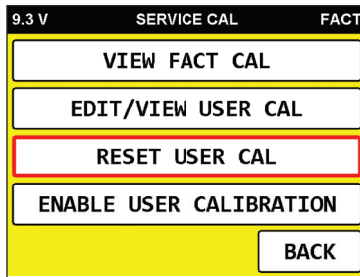 9.3 V SERVICE CAL FACT
VIEW FACT CAL
EDIT/VIEW USER CAL
RESET USER CAL
ENABLE USER CALIBRATION
BACK